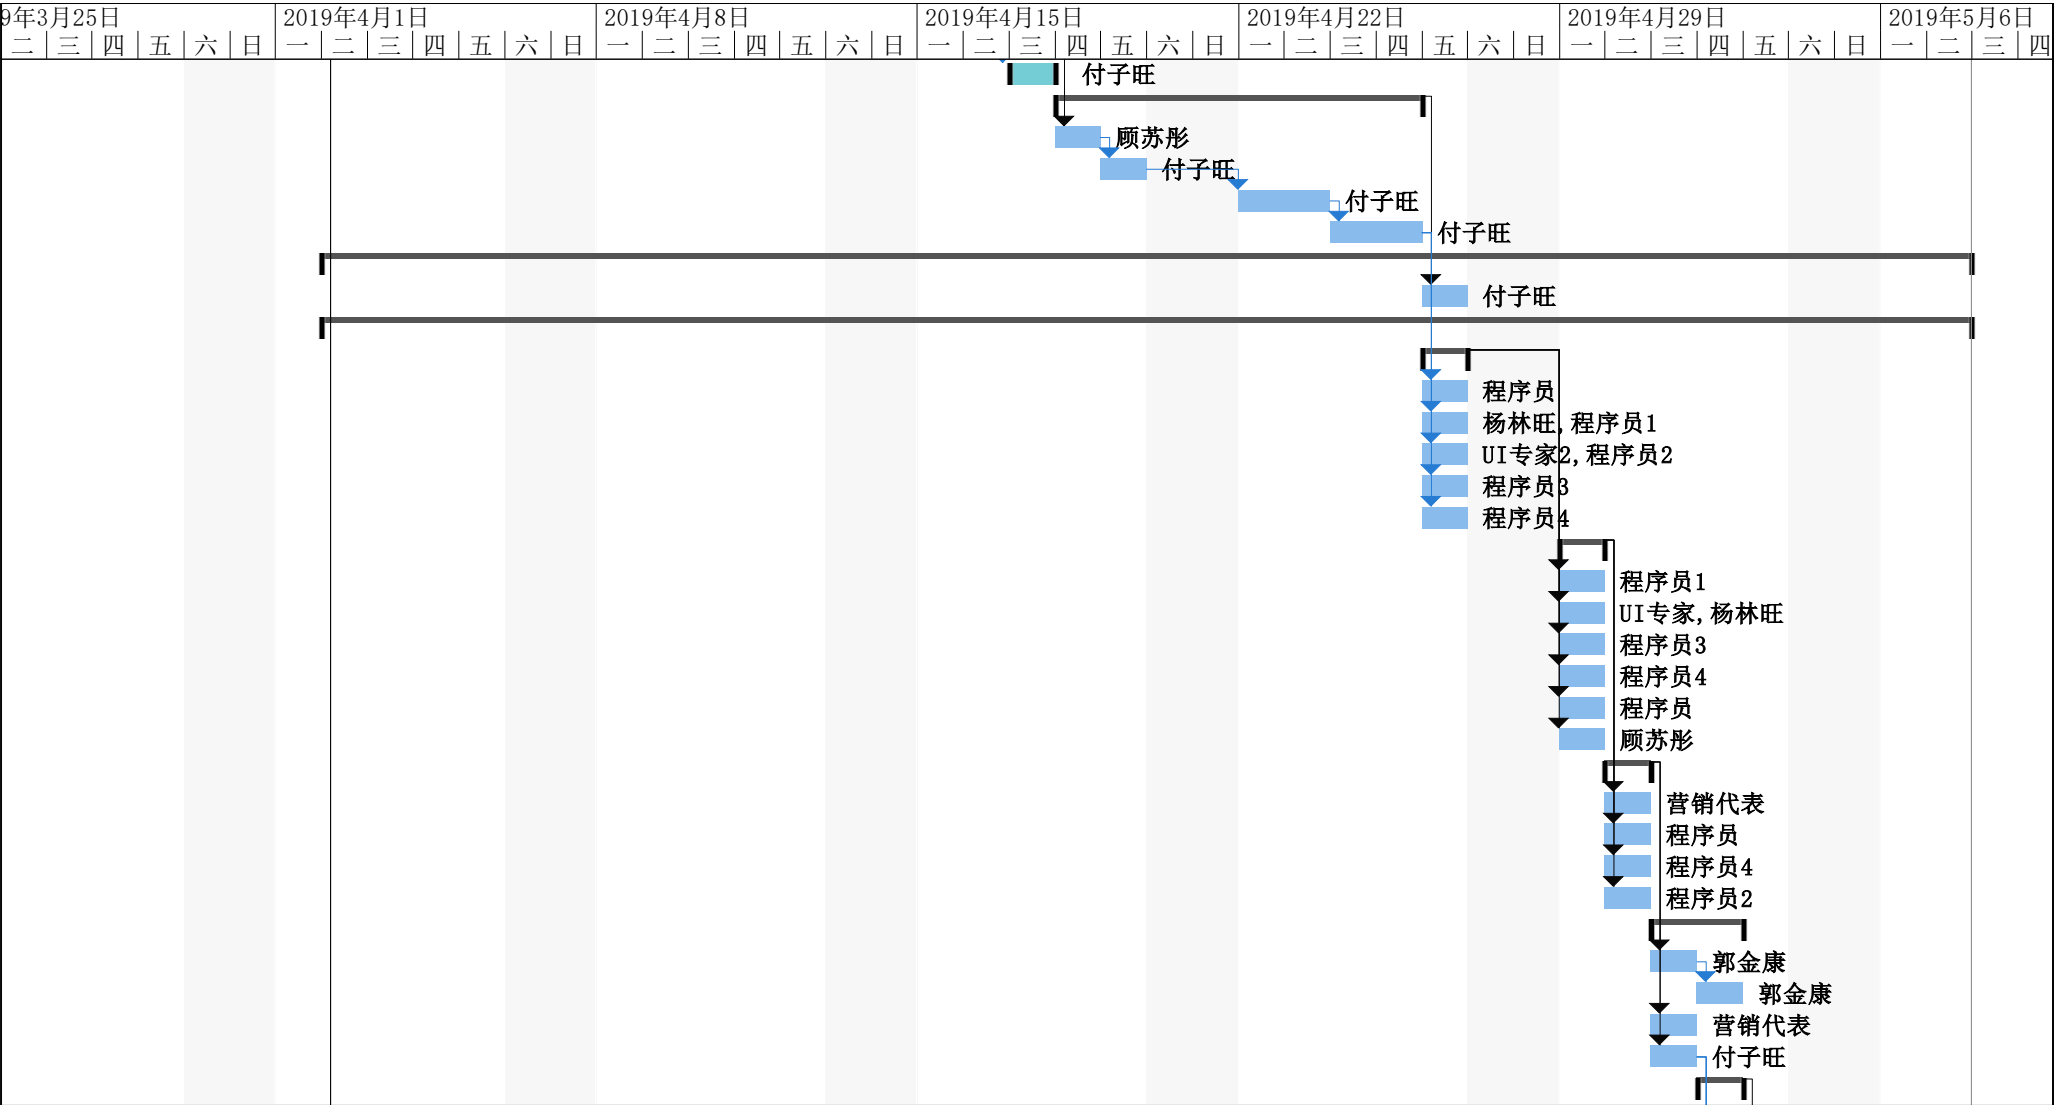 9年3月25日 2019年4月1日 2019年4月8日 2019年4月15日 2019年4月22日 2019年4月29日 2019年5月6日
二 三 四 五 六 日 一 二 三 四 五 六 日 一 二 三 四 五 六 日 一 二 三 四 五 六 日 一 二 三 四 五 六 日 一 二 三 四 五 六 日 一 二 三 四
付子旺
顾苏彤
付子旺
付子旺
付子旺
付子旺
程序员
杨林旺,程序员1
UI专家2,程序员2
程序员3
程序员4
程序员1
UI专家,杨林旺
程序员3
程序员4
程序员
顾苏彤
营销代表
程序员
程序员4
程序员2
郭金康
郭金康
营销代表
付子旺